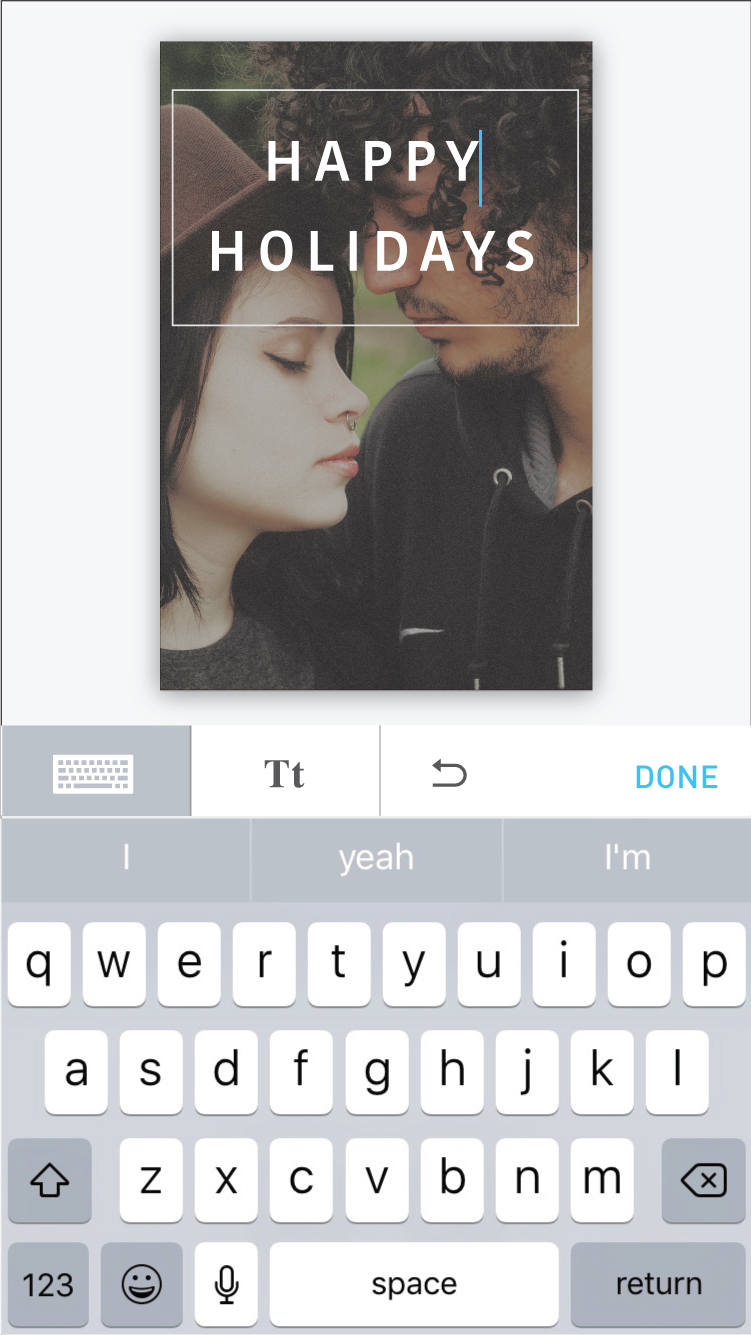 HAPPY
HOLIDAYS
Tt
DONE
I yeah I'm
q w e r t y u i o p
a s d f g h j k l
z x c v b n m
123 space return